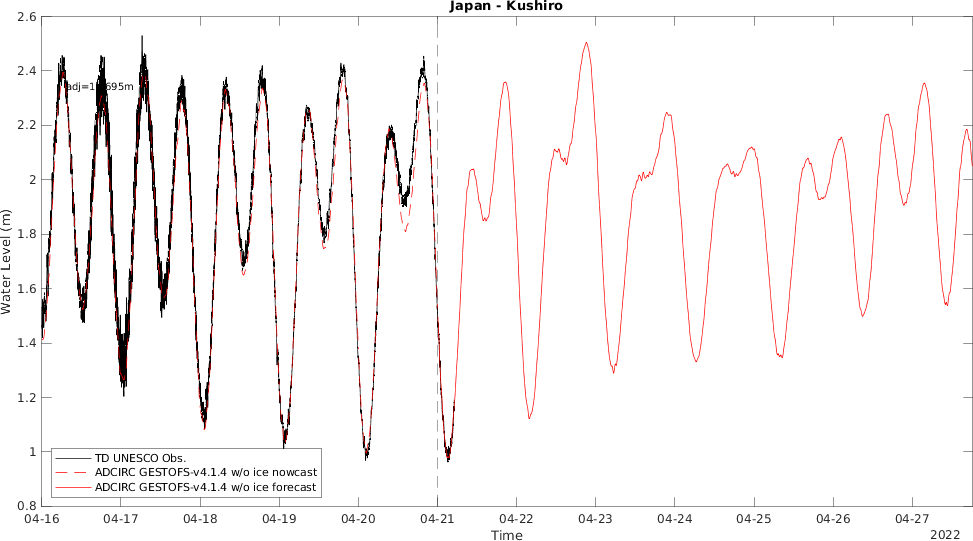 Japan - Kushiro
2.6
2.4
2.2
2
1.8
1.6
1.4
1.2
1
0.8
Water Level (m)
TD UNESCO Obs.
ADCIRC GESTOFS-v4.1.4 w/o ice nowcast
ADCIRC GESTOFS-v4.1.4 w/o ice forecast
04-16 04-17 04-18 04-19 04-20 04-21 04-22 04-23 04-24 04-25 04-26 04-27
Time
2022